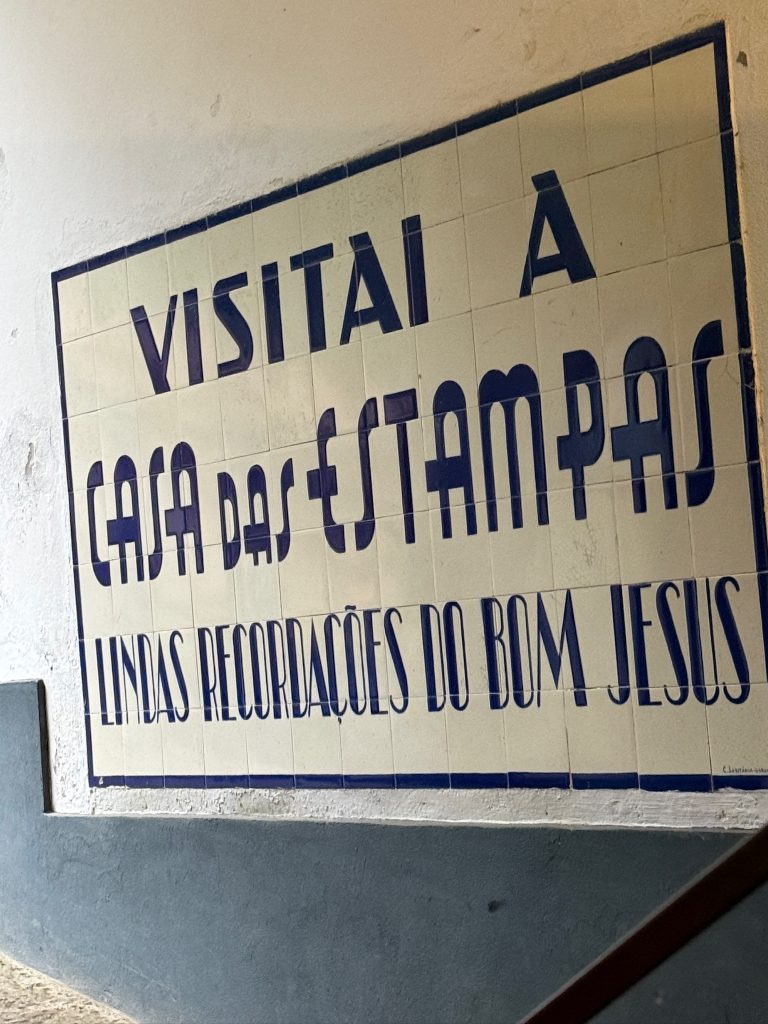 VISITAI À
CASA DAS ESTAMPAS
LINDAS RECORDAÇÕES DO BOM JESUS